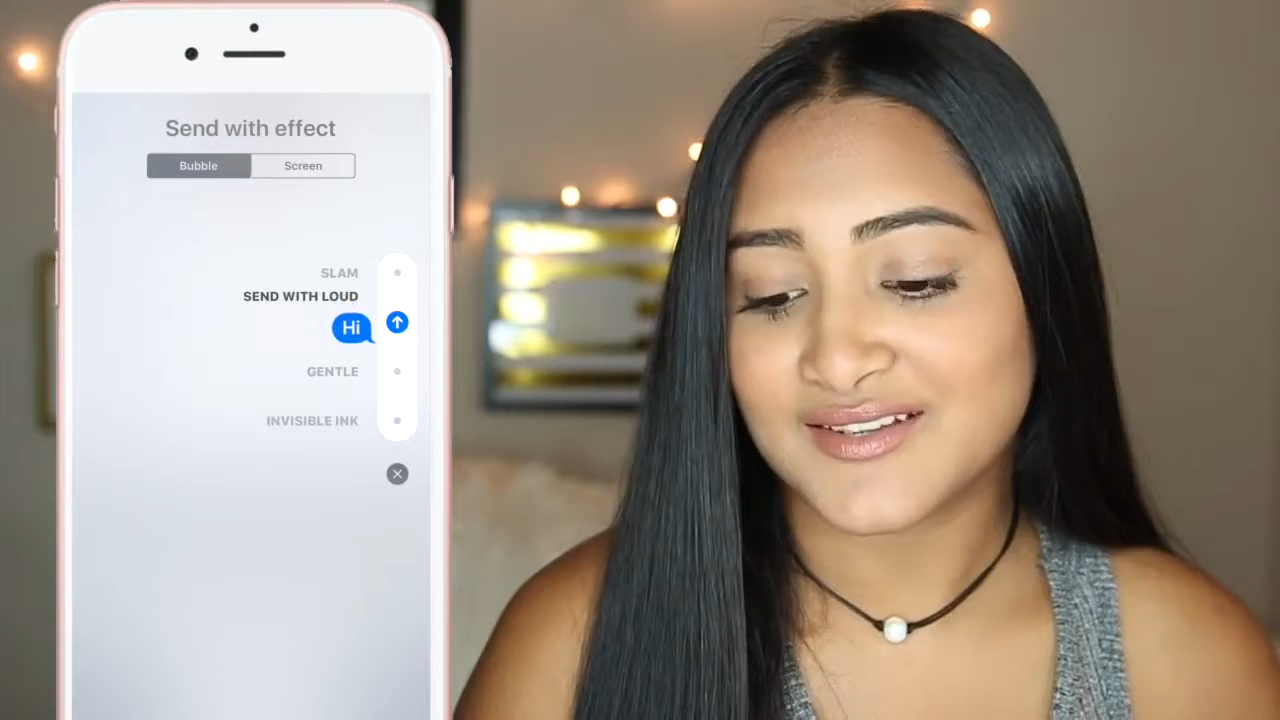 Send with effect
Bubble Screen
SLAM
SEND WITH LOUD
Hi
GENTLE
INVISIBLE INK